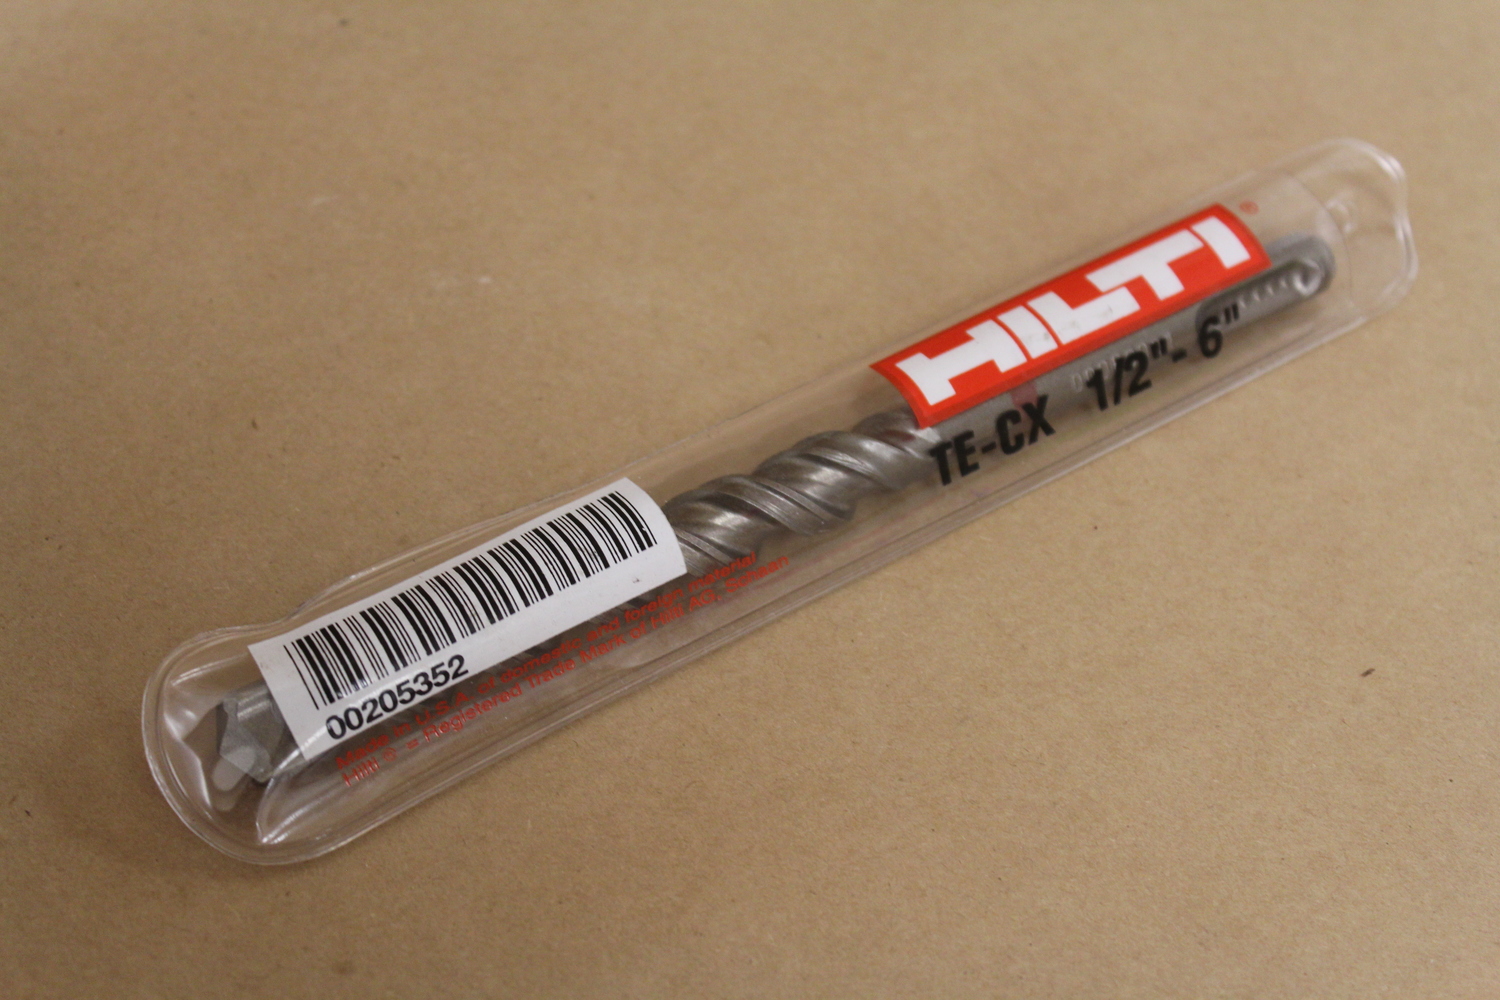 HILTI®
TE-CX 1/2"- 6"
00205352
Made in U.S.A. of domestic and foreign material
Hilti ® = Registered Trade Mark of Hilti AG, Schaan